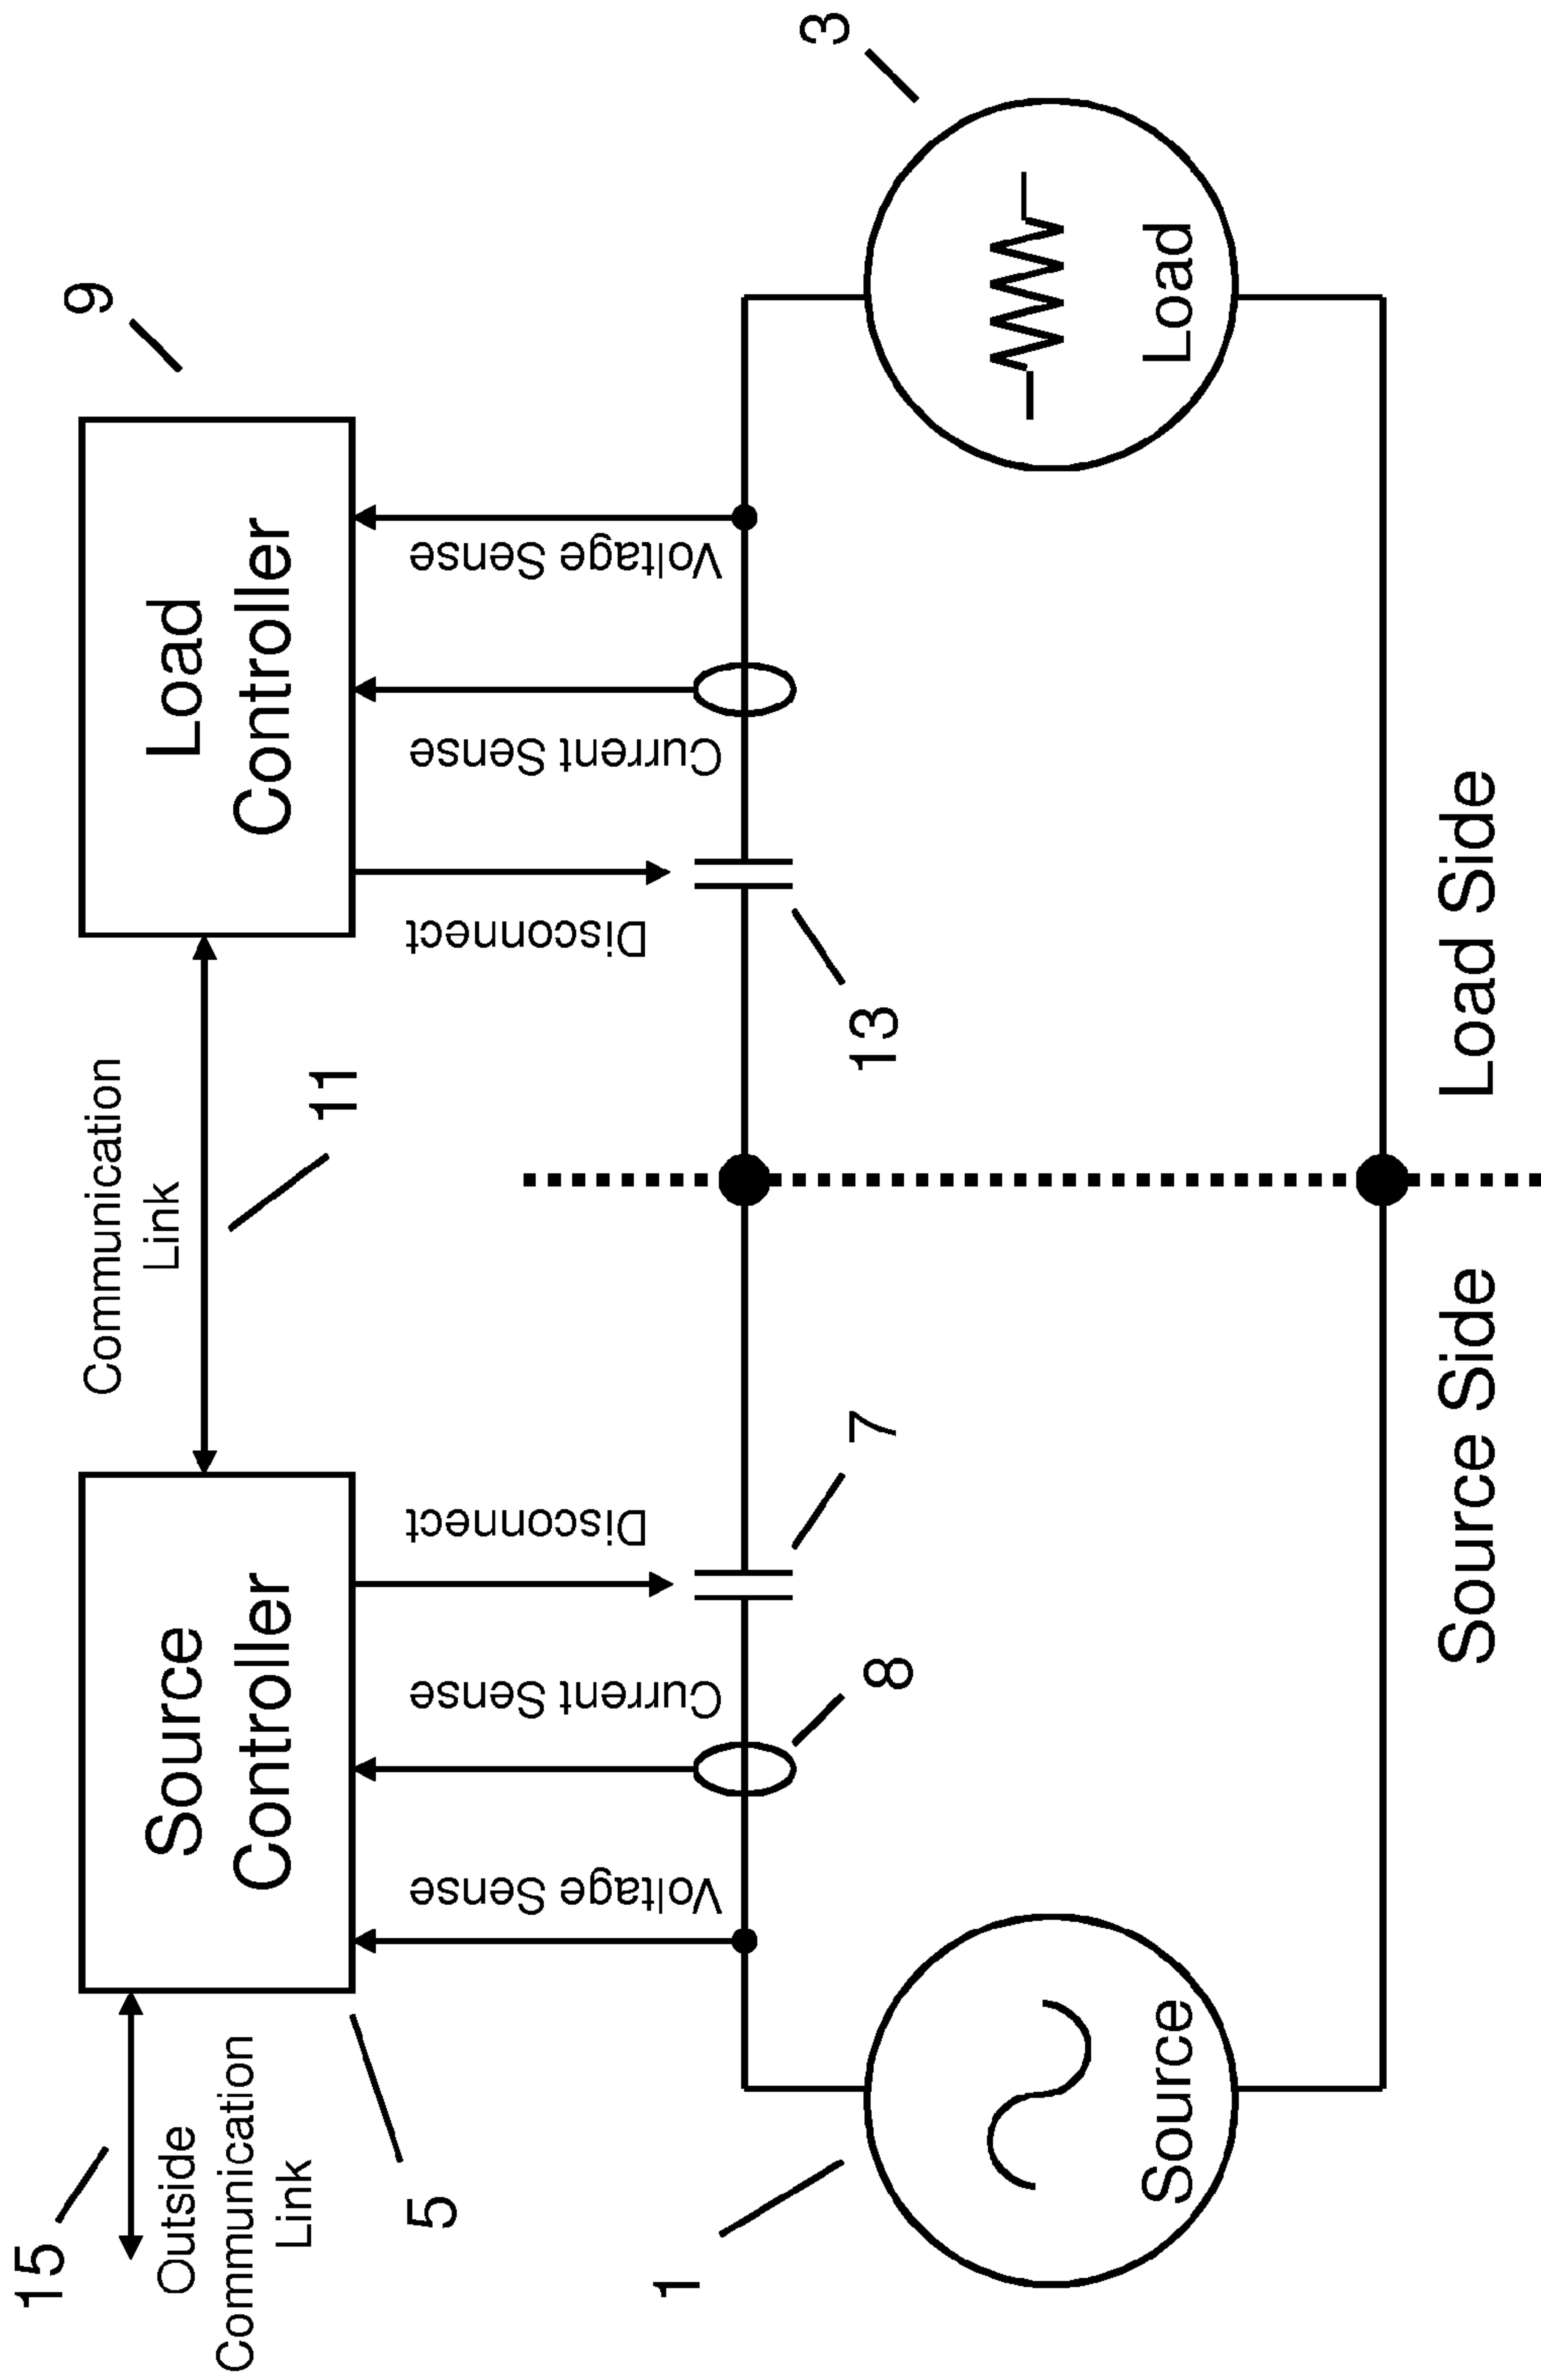 15
Outside
Communication
Link
5
Source
Controller
Communication
Link
11
Load
Controller
9
Voltage Sense
Current Sense
Disconnect
Disconnect
Current Sense
Voltage Sense
1
8
7
13
3
Source
Load
Source Side
Load Side